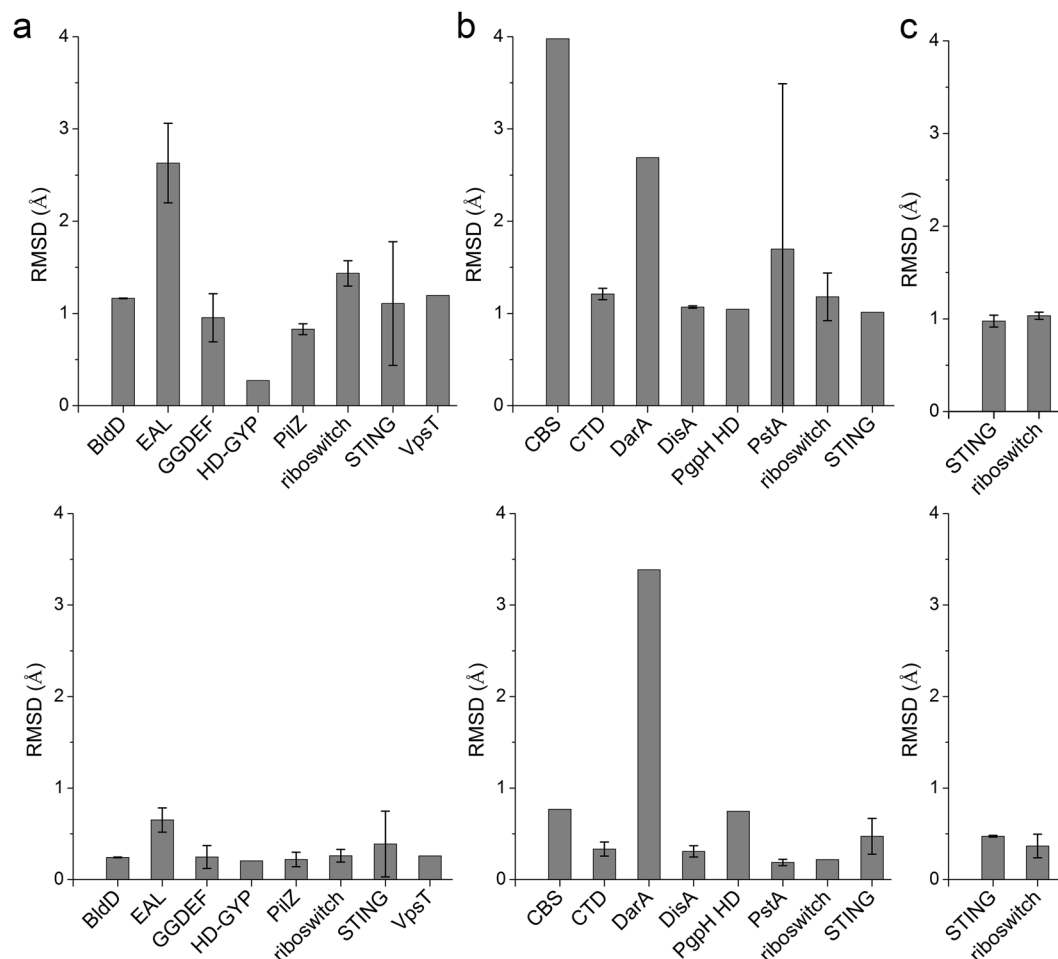 a
4
3
2
1
0
RMSD (Å)
BldD
EAL
GGDEF
HD-GYP
PilZ
riboswitch
STING
VpsT
b
4
3
2
1
0
RMSD (Å)
CBS
CTD
DarA
DisA
PgpH HD
PstA
riboswitch
STING
c
4
3
2
1
0
RMSD (Å)
STING
riboswitch
4
3
2
1
0
RMSD (Å)
BldD
EAL
GGDEF
HD-GYP
PilZ
riboswitch
STING
VpsT
4
3
2
1
0
RMSD (Å)
CBS
CTD
DarA
DisA
PgpH HD
PstA
riboswitch
STING
4
3
2
1
0
RMSD (Å)
STING
riboswitch